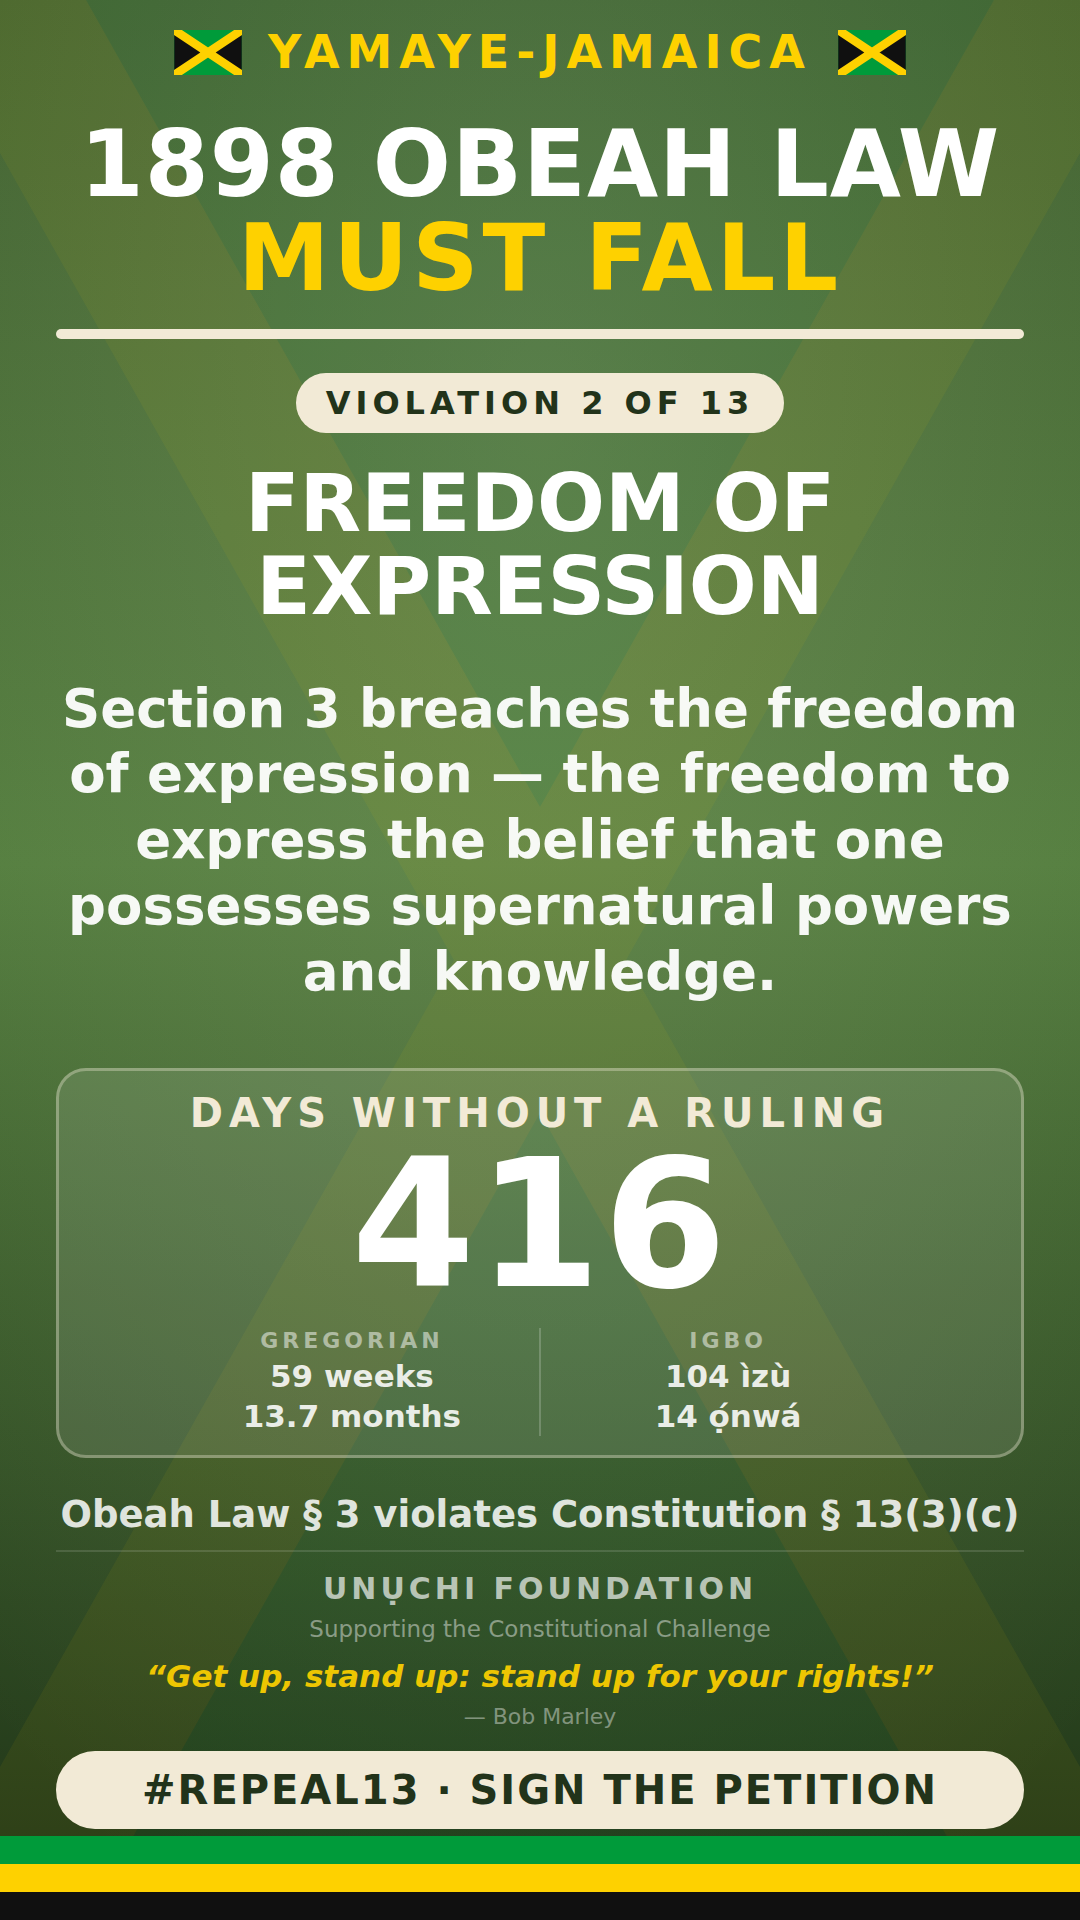 YAMAYE-JAMAICA
1898 OBEAH LAW
MUST FALL
VIOLATION 2 OF 13
FREEDOM OF
EXPRESSION
Section 3 breaches the freedom
of expression — the freedom to
express the belief that one
possesses supernatural powers
and knowledge.
DAYS WITHOUT A RULING
416
GREGORIAN
59 weeks
13.7 months
IGBO
104 ìzù
14 ọ́nwá
Obeah Law § 3 violates Constitution § 13(3)(c)
UNỤCHI FOUNDATION
Supporting the Constitutional Challenge
“Get up, stand up: stand up for your rights!”
— Bob Marley
#REPEAL13 · SIGN THE PETITION